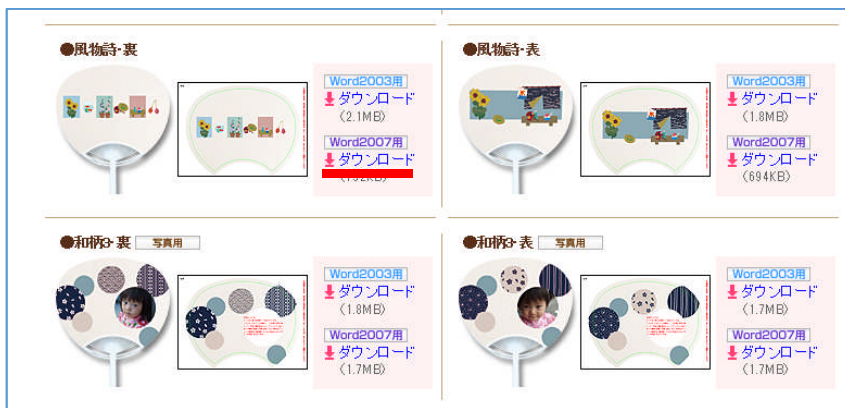 ●風物詩・裏
Word2003用
ダウンロード
(2.1MB)
Word2007用
ダウンロード
●風物詩・表
Word2003用
ダウンロード
(1.8MB)
Word2007用
ダウンロード
(694KB)
●和柄3・裏 写真用
Word2003用
ダウンロード
(1.8MB)
Word2007用
ダウンロード
(1.7MB)
●和柄3・表 写真用
Word2003用
ダウンロード
(1.7MB)
Word2007用
ダウンロード
(1.7MB)